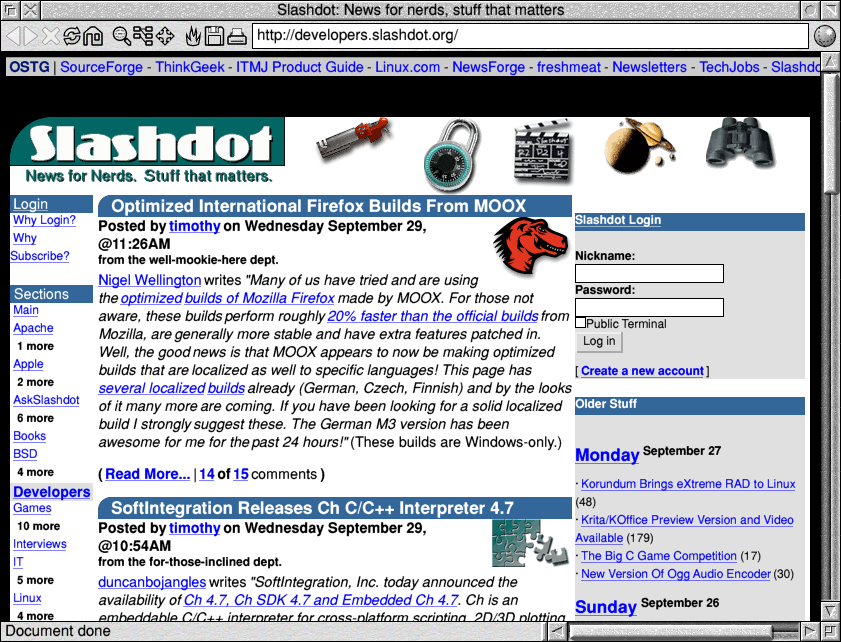 Slashdot: News for nerds, stuff that matters
http://developers.slashdot.org/
OSTG | SourceForge - ThinkGeek - ITMJ Product Guide - Linux.com - NewsForge - freshmeat - Newsletters - TechJobs - Slashdo
Slashdot
News for Nerds. Stuff that matters.
Login
Why Login?
Why
Subscribe?
Sections
Main
Apache
1 more
Apple
2 more
AskSlashdot
6 more
Books
BSD
4 more
Developers
Games
10 more
Interviews
IT
5 more
Linux
4 more
Optimized International Firefox Builds From MOOX
Posted by timothy on Wednesday September 29,
@11:26AM
from the well-mookie-here dept.
Nigel Wellington writes "Many of us have tried and are using
the optimized builds of Mozilla Firefox made by MOOX. For those not
aware, these builds perform roughly 20% faster than the official builds from
Mozilla, are generally more stable and have extra features patched in.
Well, the good news is that MOOX appears to now be making optimized
builds that are localized as well to specific languages! This page has
several localized builds already (German, Czech, Finnish) and by the looks
of it many more are coming. If you have been looking for a solid localized
build I strongly suggest these. The German M3 version has been
awesome for me for the past 24 hours!" (These builds are Windows-only.)
( Read More... | 14 of 15 comments )
SoftIntegration Releases Ch C/C++ Interpreter 4.7
Posted by timothy on Wednesday September 29,
@10:54AM
from the for-those-inclined dept.
duncanbojangles writes "SoftIntegration, Inc. today announced the
availability of Ch 4.7, Ch SDK 4.7 and Embedded Ch 4.7. Ch is an
embeddable C/C++ interpreter for cross-platform scripting, 2D/3D plotting,
Slashdot Login
Nickname:
Password:
Public Terminal
Log in
[ Create a new account ]
Older Stuff
Monday September 27
· Korundum Brings eXtreme RAD to Linux
(48)
· Krita/KOffice Preview Version and Video
Available (179)
· The Big C Game Competition (17)
· New Version Of Ogg Audio Encoder (30)
Sunday September 26
Document done